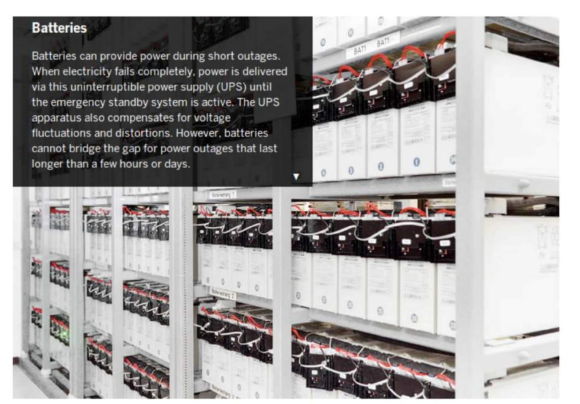 Batteries
Batteries can provide power during short outages.
When electricity fails completely, power is delivered
via this uninterruptible power supply (UPS) until
the emergency standby system is active. The UPS
apparatus also compensates for voltage
fluctuations and distortions. However, batteries
cannot bridge the gap for power outages that last
longer than a few hours or days.
BAT1 BAT1